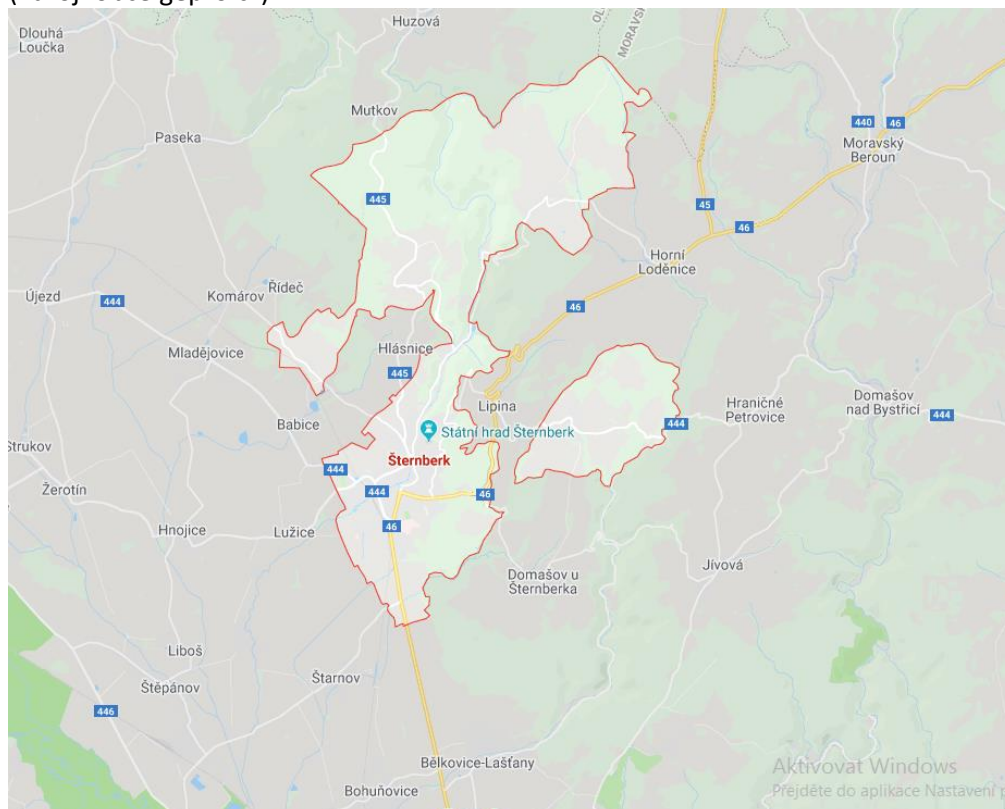 Huzová
Dlouhá
Loučka
Mutkov
Paseka
440
46
Moravský
Beroun
445
45
46
Horní
Loděnice
Řídeč
Komárov
Újezd
444
46
Mladějovice
Hlásnice
445
Lipina
Hraničné
Petrovice
Domašov
nad Bystřicí
444
Babice
Státní hrad Šternberk
444
Šternberk
Strukov
444
Žerotín
444
46
46
Hnojice
Lužice
Domašov u
Šternberka
Jívová
Liboš
Štěpánov
Štarnov
446
Bělkovice-Lašťany
Bohuňovice
Aktivovat Windows
Přejděte do aplikace Nastavení